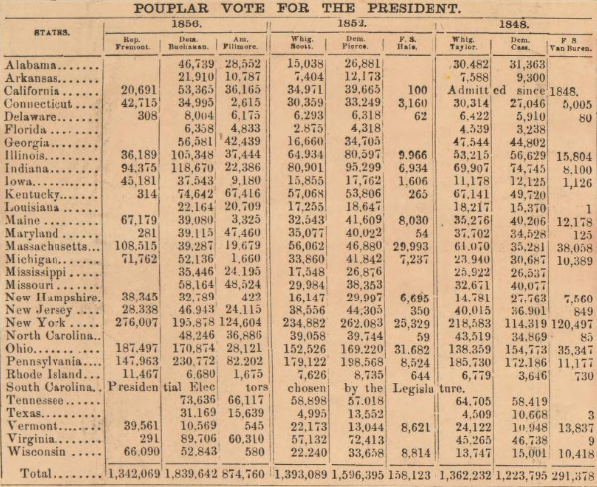 POUPLAR VOTE FOR THE PRESIDENT.
STATES. 1856. 1852. 1848.
Rep. Fremont. Dem. Buchanan. Am. Fillmore. Whig. Scott. Dem. Pierce. F. S. Hale. Whig. Taylor. Dem. Cass. F S Van Buren.
Alabama....... 46,739 28,552 15,038 26,881 30.482 31,363
Arkansas....... 21,910 10,787 7,404 12,173 7,588 9,300
California ...... 20,691 53,365 36,165 34,971 39,665 100 Admitt ed since 1848.
Connecticut .... 42,715 34,995 2,615 30,359 33,249 3,160 30,314 27,046 5,005
Delaware....... 308 8,004 6,175 6,293 6,318 62 6,422 5,910 80
Florida ........ 6,358 4,833 2.875 4,318 4.539 3,238
Georgia........ 56,581 42,439 16,660 34,705 47,544 44,802
Illinois......... 36,189 105,348 37,444 64,934 80,597 9,966 53,215 56,629 15,804
Indiana........ 94,375 118,670 22,386 80,901 95,299 6,934 69,907 74,745 8,100
Iowa........... 45,181 37,543 9,180 15,855 17,762 1,606 11,178 12,125 1,126
Kentucky....... 314 74,642 67,416 57,068 53,806 265 67,141 49,720
Louisiana ...... 22,164 20,709 17,255 18,647 18,217 15,370 1
Maine ......... 67,179 39,080 3,325 32,543 41,609 8,030 35,276 40,206 12,178
Maryland ...... 281 39,115 47,460 35,077 40,022 54 37,702 34,528 125
Massachusetts... 108,515 39,287 19,679 56,062 46,880 29,993 61,070 35,281 38,058
Michigan....... 71,762 52,136 1,660 33,860 41,842 7,237 23,940 30,687 10,389
Mississippi ..... 35,446 24.195 17,548 26,876 25,922 26,537
Missouri ....... 58,164 48,524 29,984 38,353 32,671 40,077
New Hampshire. 38,345 32,789 422 16,147 29,997 6,695 14,781 27,763 7,560
New Jersey .... 28,338 46,943 24,115 38,556 44,305 350 40,015 36,901 849
New York ..... 276,007 195,878 124,604 234,882 262,083 25,329 218,583 114,319 120,497
North Carolina.. 48,246 36,886 39,058 39,744 59 43,519 34,869 85
Ohio........... 187,497 170,874 28,121 152,526 169,220 31,682 138,359 154,773 35,347
Pennsylvania.... 147,963 230,772 82,202 179,122 198,568 8,524 185,730 172,186 11,177
Rhode Island... 11,467 6,680 1,675 7,626 8,735 644 6,779 3,646 730
South Carolina.. Presiden tial Elec tors chosen by the Legisla ture.
Tennessee...... 73,636 66,117 58,898 57.018 64,705 58.419
Texas.......... 31,169 15,639 4,995 13,552 4,509 10,668 3
Vermont....... 39,561 10,569 545 22,173 13,044 8,621 24,122 10,948 13,837
Virginia........ 291 89,706 60,310 57,132 72,413 45,265 46,738 9
Wisconsin ..... 66,090 52,843 580 22,240 33,658 8,814 13,747 15,001 10,418
Total....... 1,342,069 1,839,642 874,760 1,393,089 1,596,395 158,123 1,362,232 1,223,795 291,378